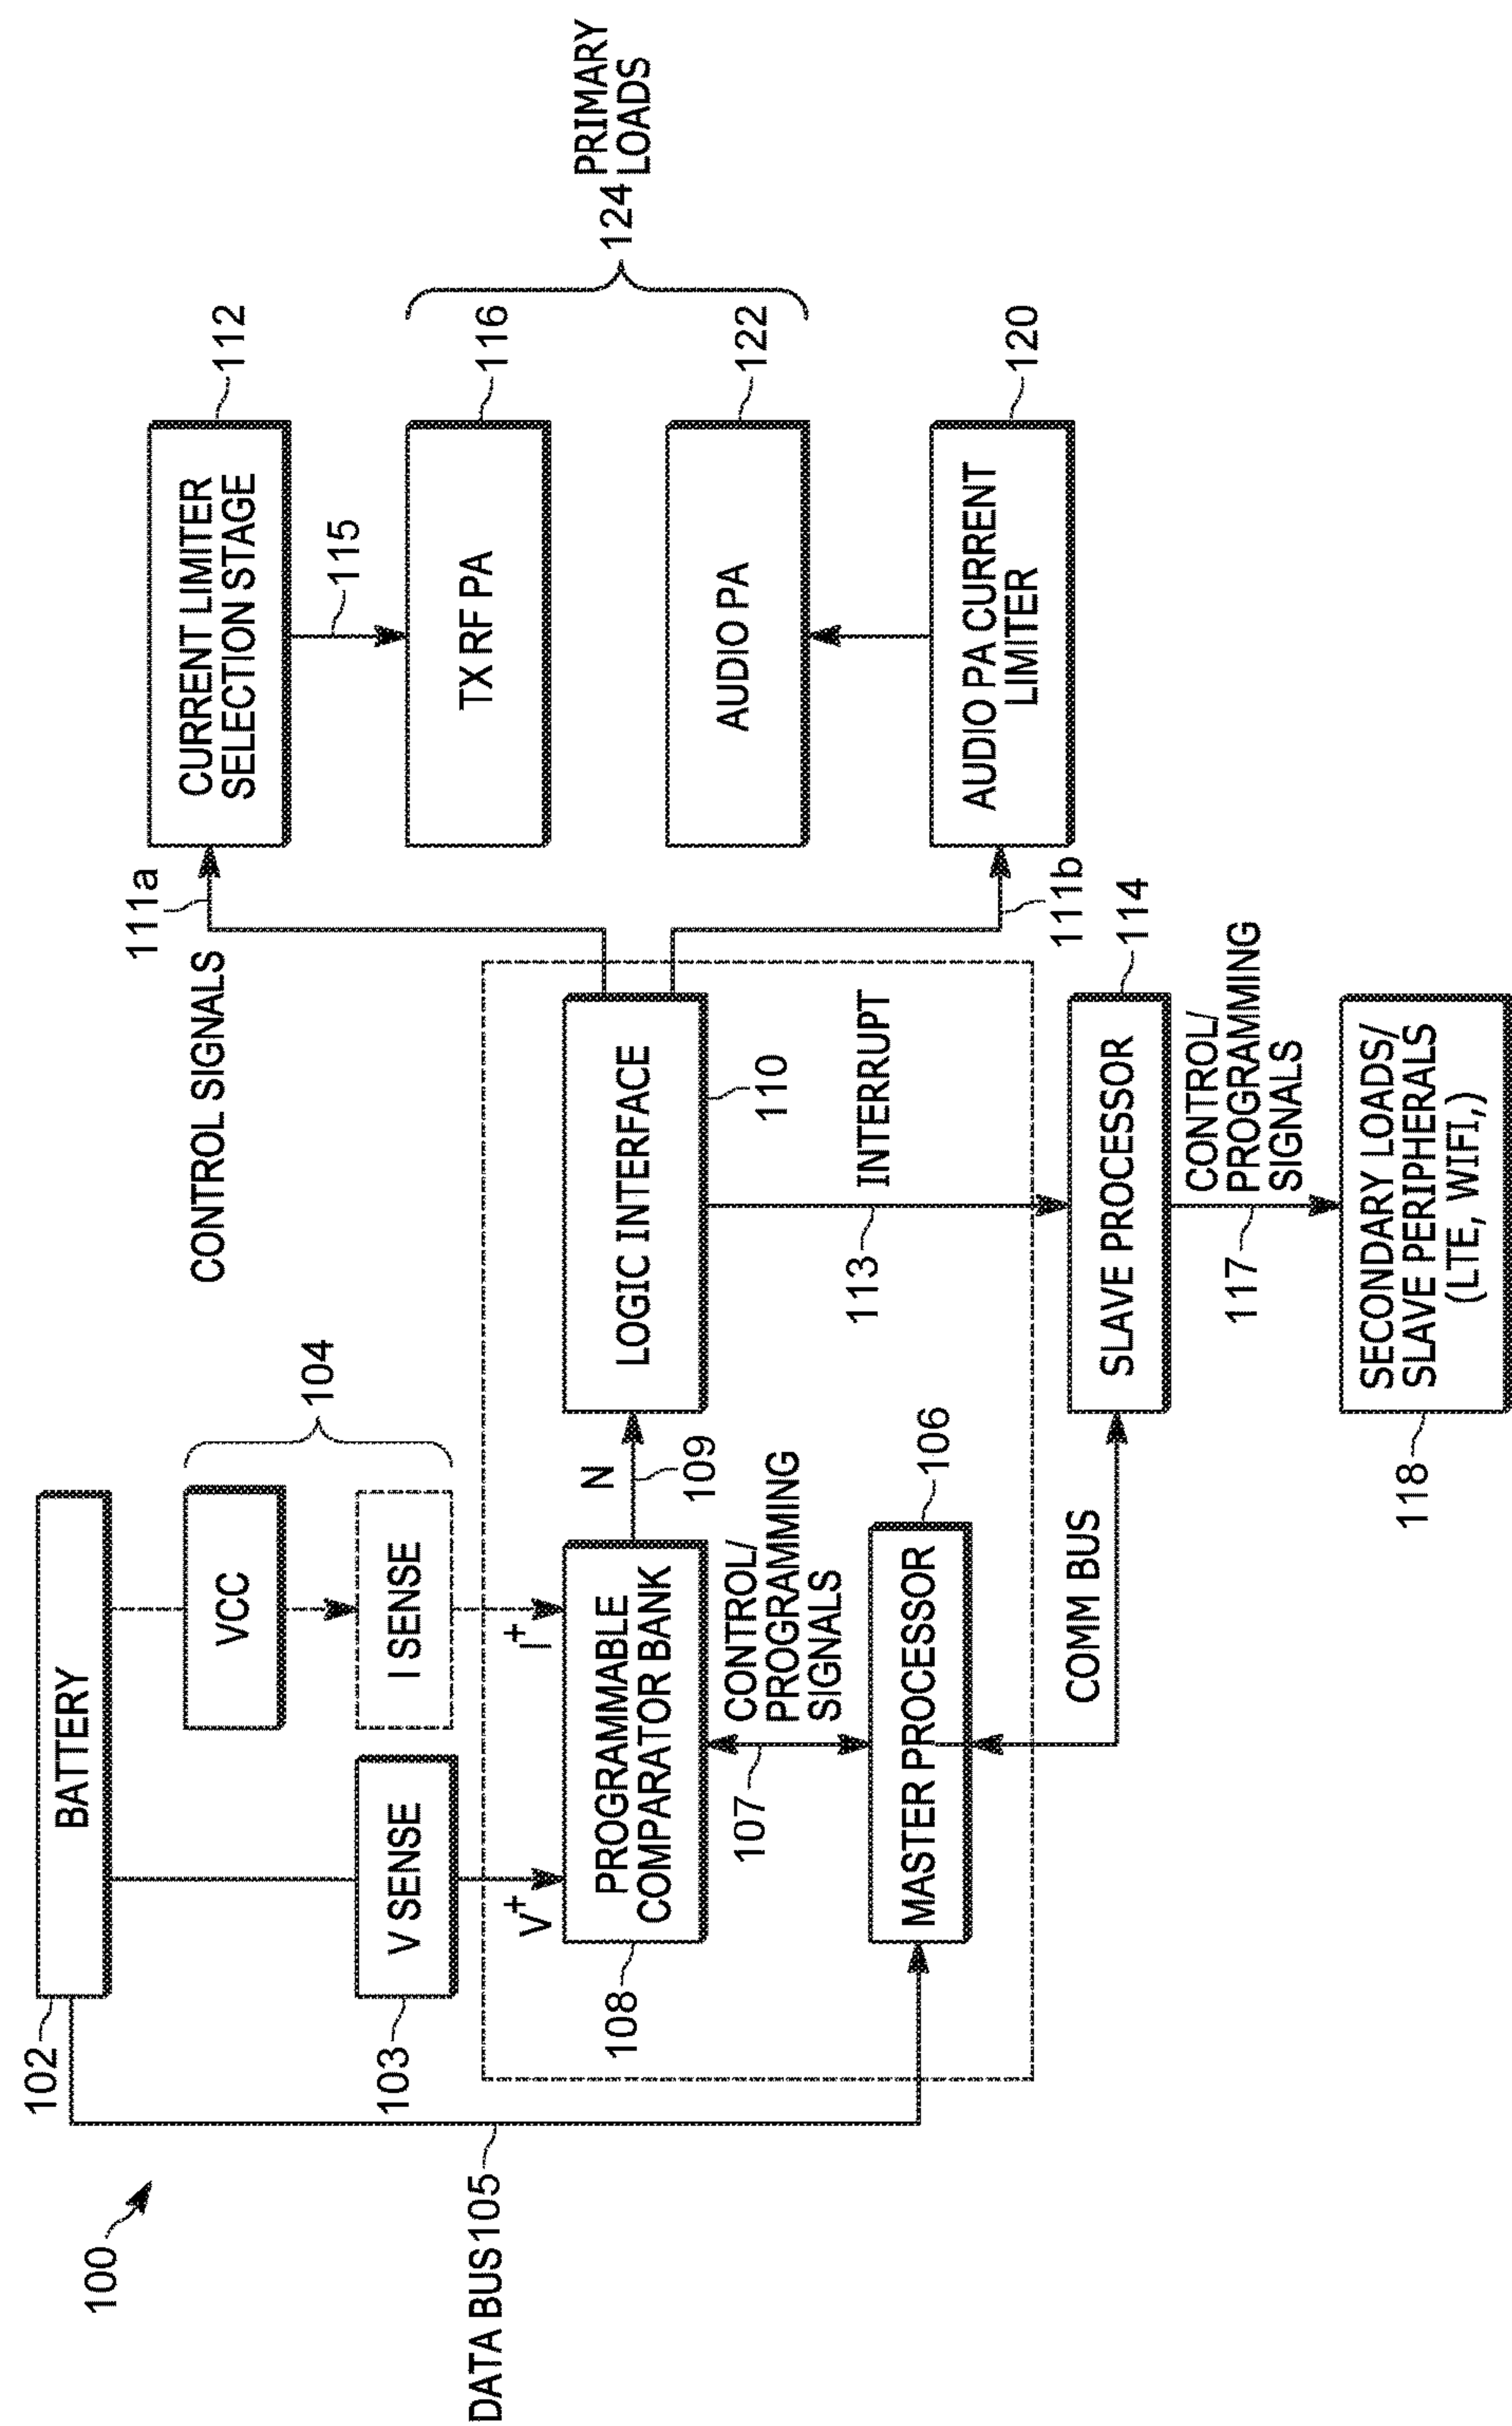 100
102
BATTERY
DATA BUS 105
103
V SENSE
VCC
I SENSE
104
V+
I+
108
PROGRAMMABLE
COMPARATOR BANK
N
109
LOGIC INTERFACE
110
107
CONTROL/
PROGRAMMING
SIGNALS
MASTER PROCESSOR
106
113
INTERRUPT
COMM BUS
SLAVE PROCESSOR
114
117
CONTROL/
PROGRAMMING
SIGNALS
118
SECONDARY LOADS/
SLAVE PERIPHERALS
(LTE, WIFI,)
CONTROL SIGNALS
111a
CURRENT LIMITER
SELECTION STAGE
112
115
TX RF PA
116
AUDIO PA
122
111b
AUDIO PA CURRENT
LIMITER
120
124
PRIMARY
LOADS